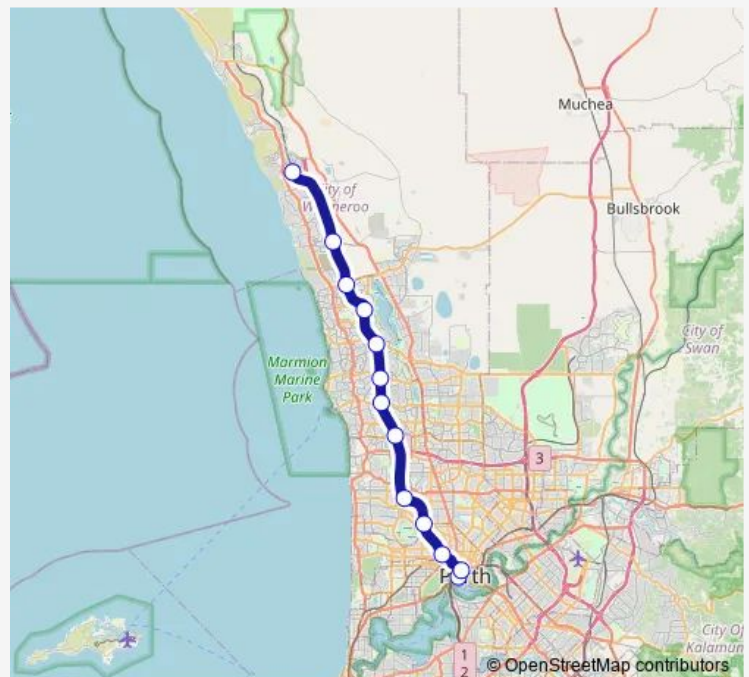 Muchea
City of
Wanneroo
Bullsbrook
City of
Swan
Marmion
Marine
Park
3
Perth
City Of
Kalamun
1
2
© OpenStreetMap contributors